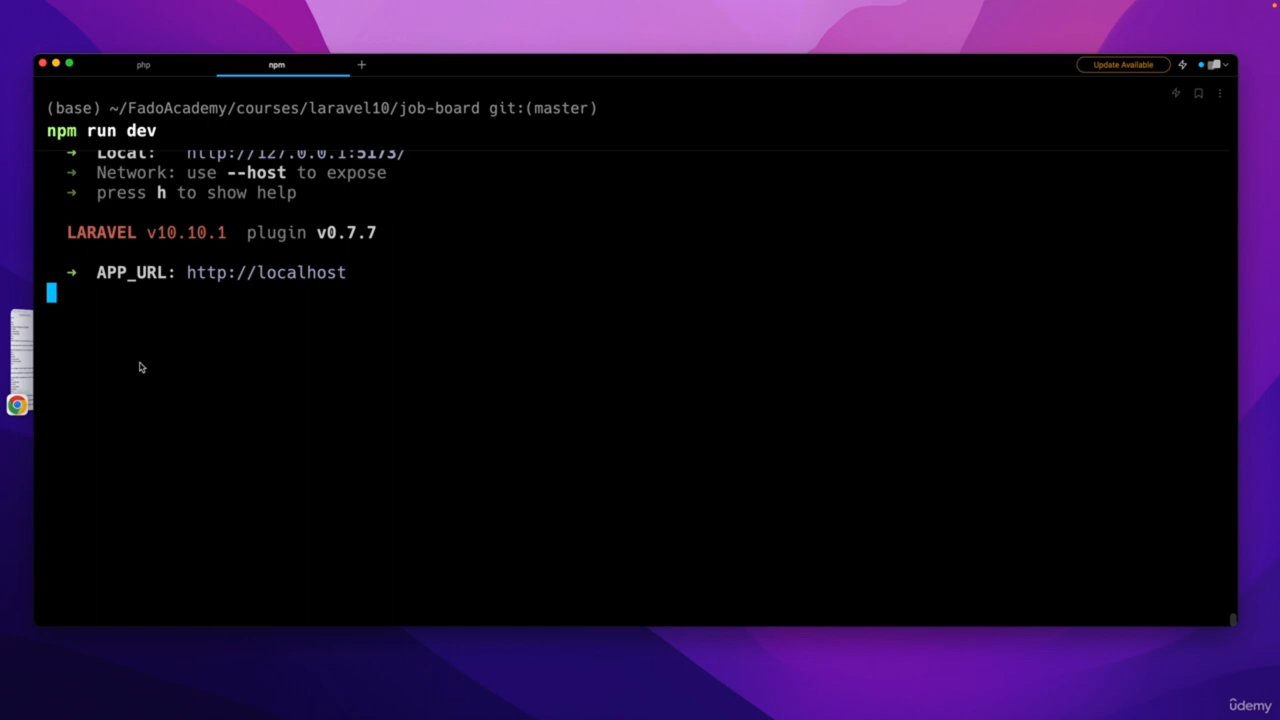 php
npm
+
Update Available
(base) ~/FadoAcademy/courses/laravel10/job-board git:(master)
npm run dev
➜ Local: http://127.0.0.1:5173/
➜ Network: use --host to expose
➜ press h to show help
LARAVEL v10.10.1 plugin v0.7.7
➜ APP_URL: http://localhost
ûdemy